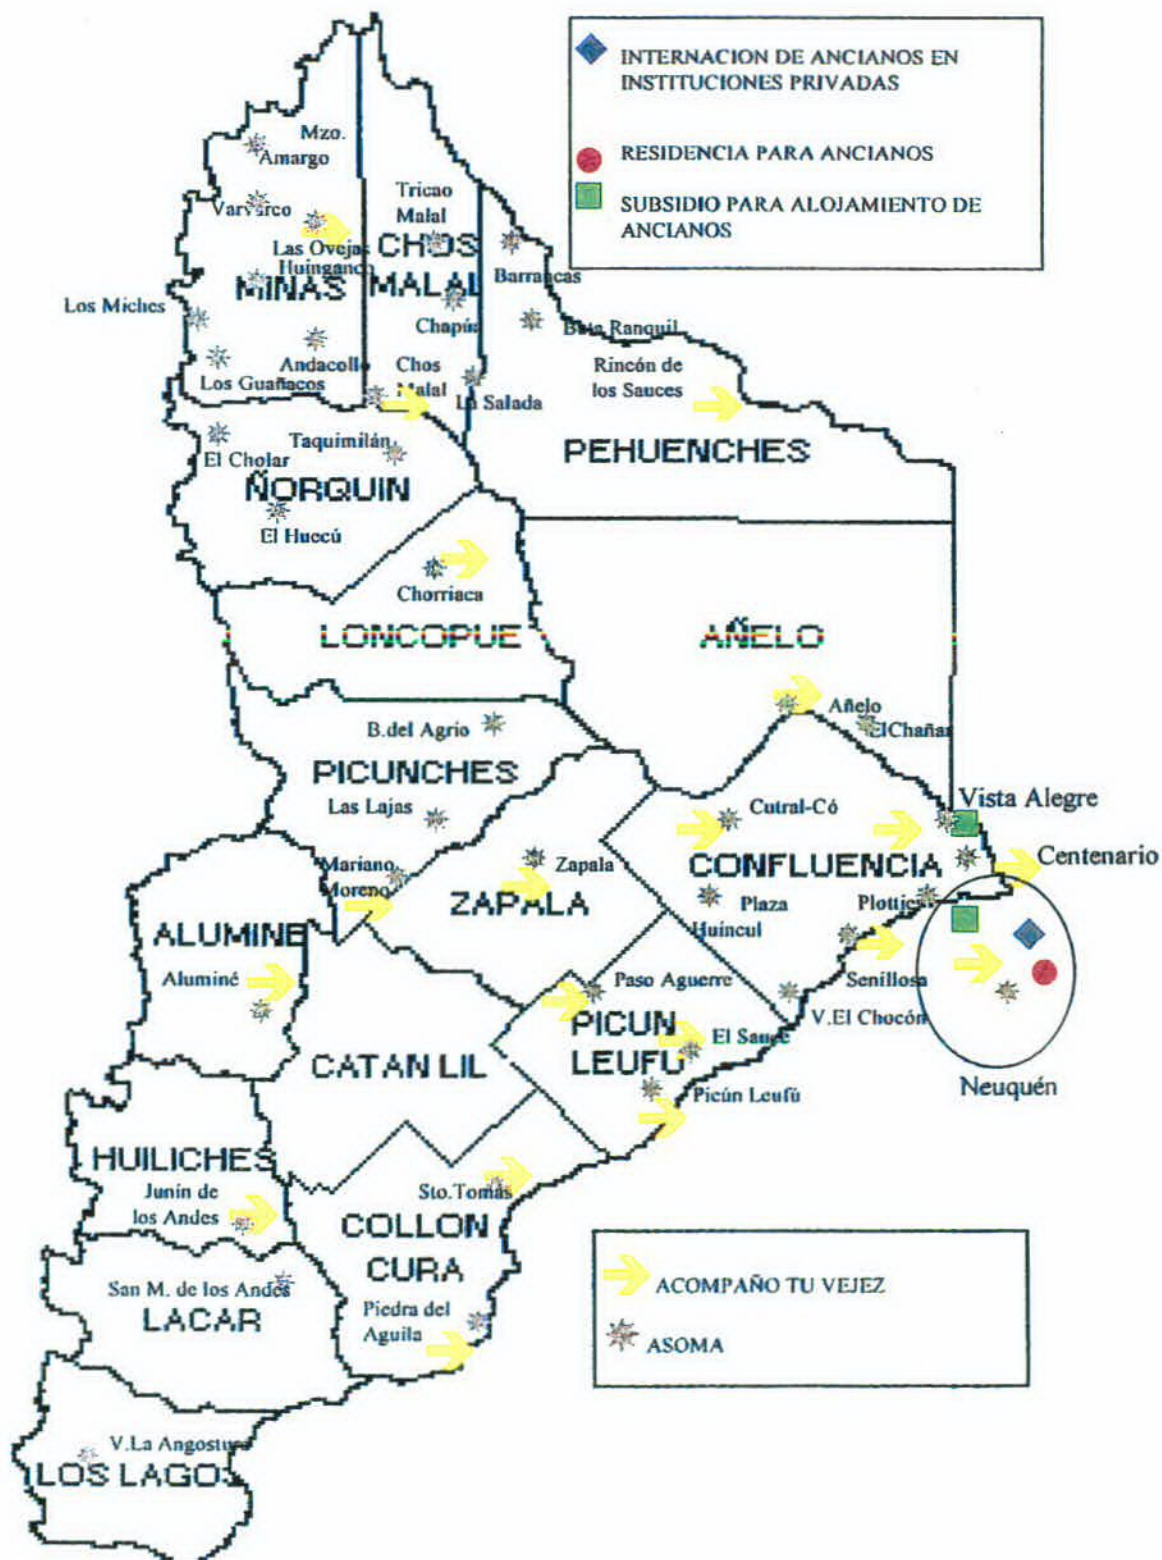 INTERNACION DE ANCIANOS EN
INSTITUCIONES PRIVADAS
RESIDENCIA PARA ANCIANOS
SUBSIDIO PARA ALOJAMIENTO DE
ANCIANOS
Mzo.
Amargo
Varvarco
Tricao
Malal
Las Ovejas
Huinganco
CHOS
MALAL
MINAS
Barrancas
Los Miches
Chapúa
Buta Ranquil
Andacollo
Los Guañacos
Chos
Malal
La Salada
Rincón de
los Sauces
Taquimilán
El Cholar
PEHUENCHES
ÑORQUIN
El Huecú
Chorriaca
LONCOPUE
AÑELO
B.del Agrio
Añelo
ElChañar
PICUNCHES
Las Lajas
Cutral-Có
Vista Alegre
Mariano
Moreno
Zapala
CONFLUENCIA
Centenario
ZAPALA
Plaza
Huincul
Plottier
ALUMINE
Aluminé
Paso Aguerre
Senillosa
V.El Chocón
PICUN
LEUFU
El Sauce
CATAN LIL
Picún Leufú
Neuquén
HUILICHES
Junín de
los Andes
Sto.Tomás
COLLON
CURA
San M. de los Andes
LACAR
Piedra del
Aguila
ACOMPAÑO TU VEJEZ
ASOMA
V.La Angostura
LOS LAGOS